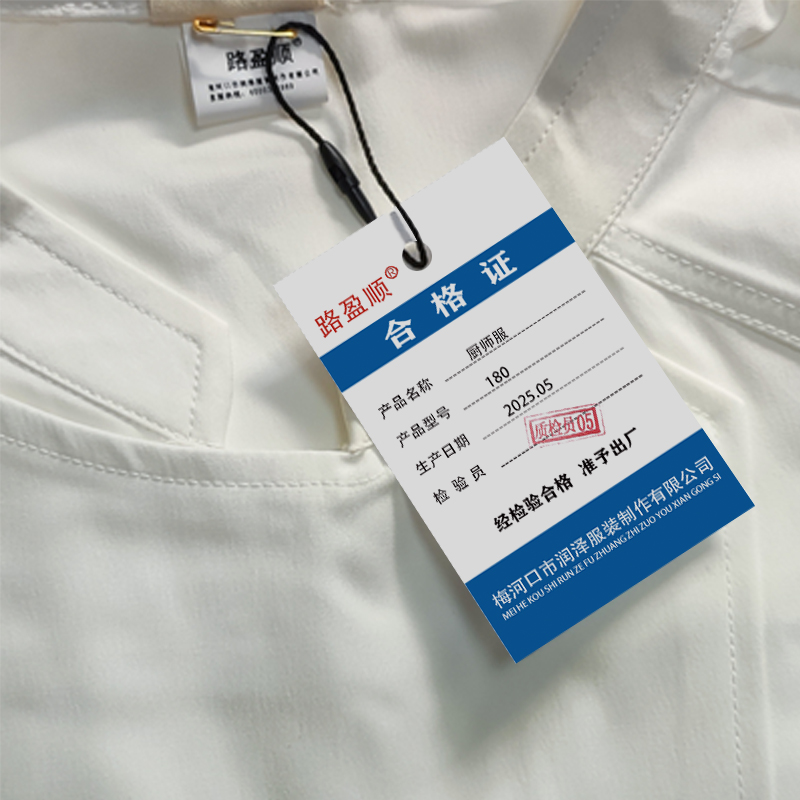 路盈顺®
路盈顺®
合格证
产品名称 厨师服
产品型号 180
生产日期 2025.05
检验员 质检员05
经检验合格 准予出厂
梅河口市润泽服装制作有限公司
MEI HE KOU SHI RUN ZE FU ZHUANG ZHI ZUO YOU XIAN GONG SI